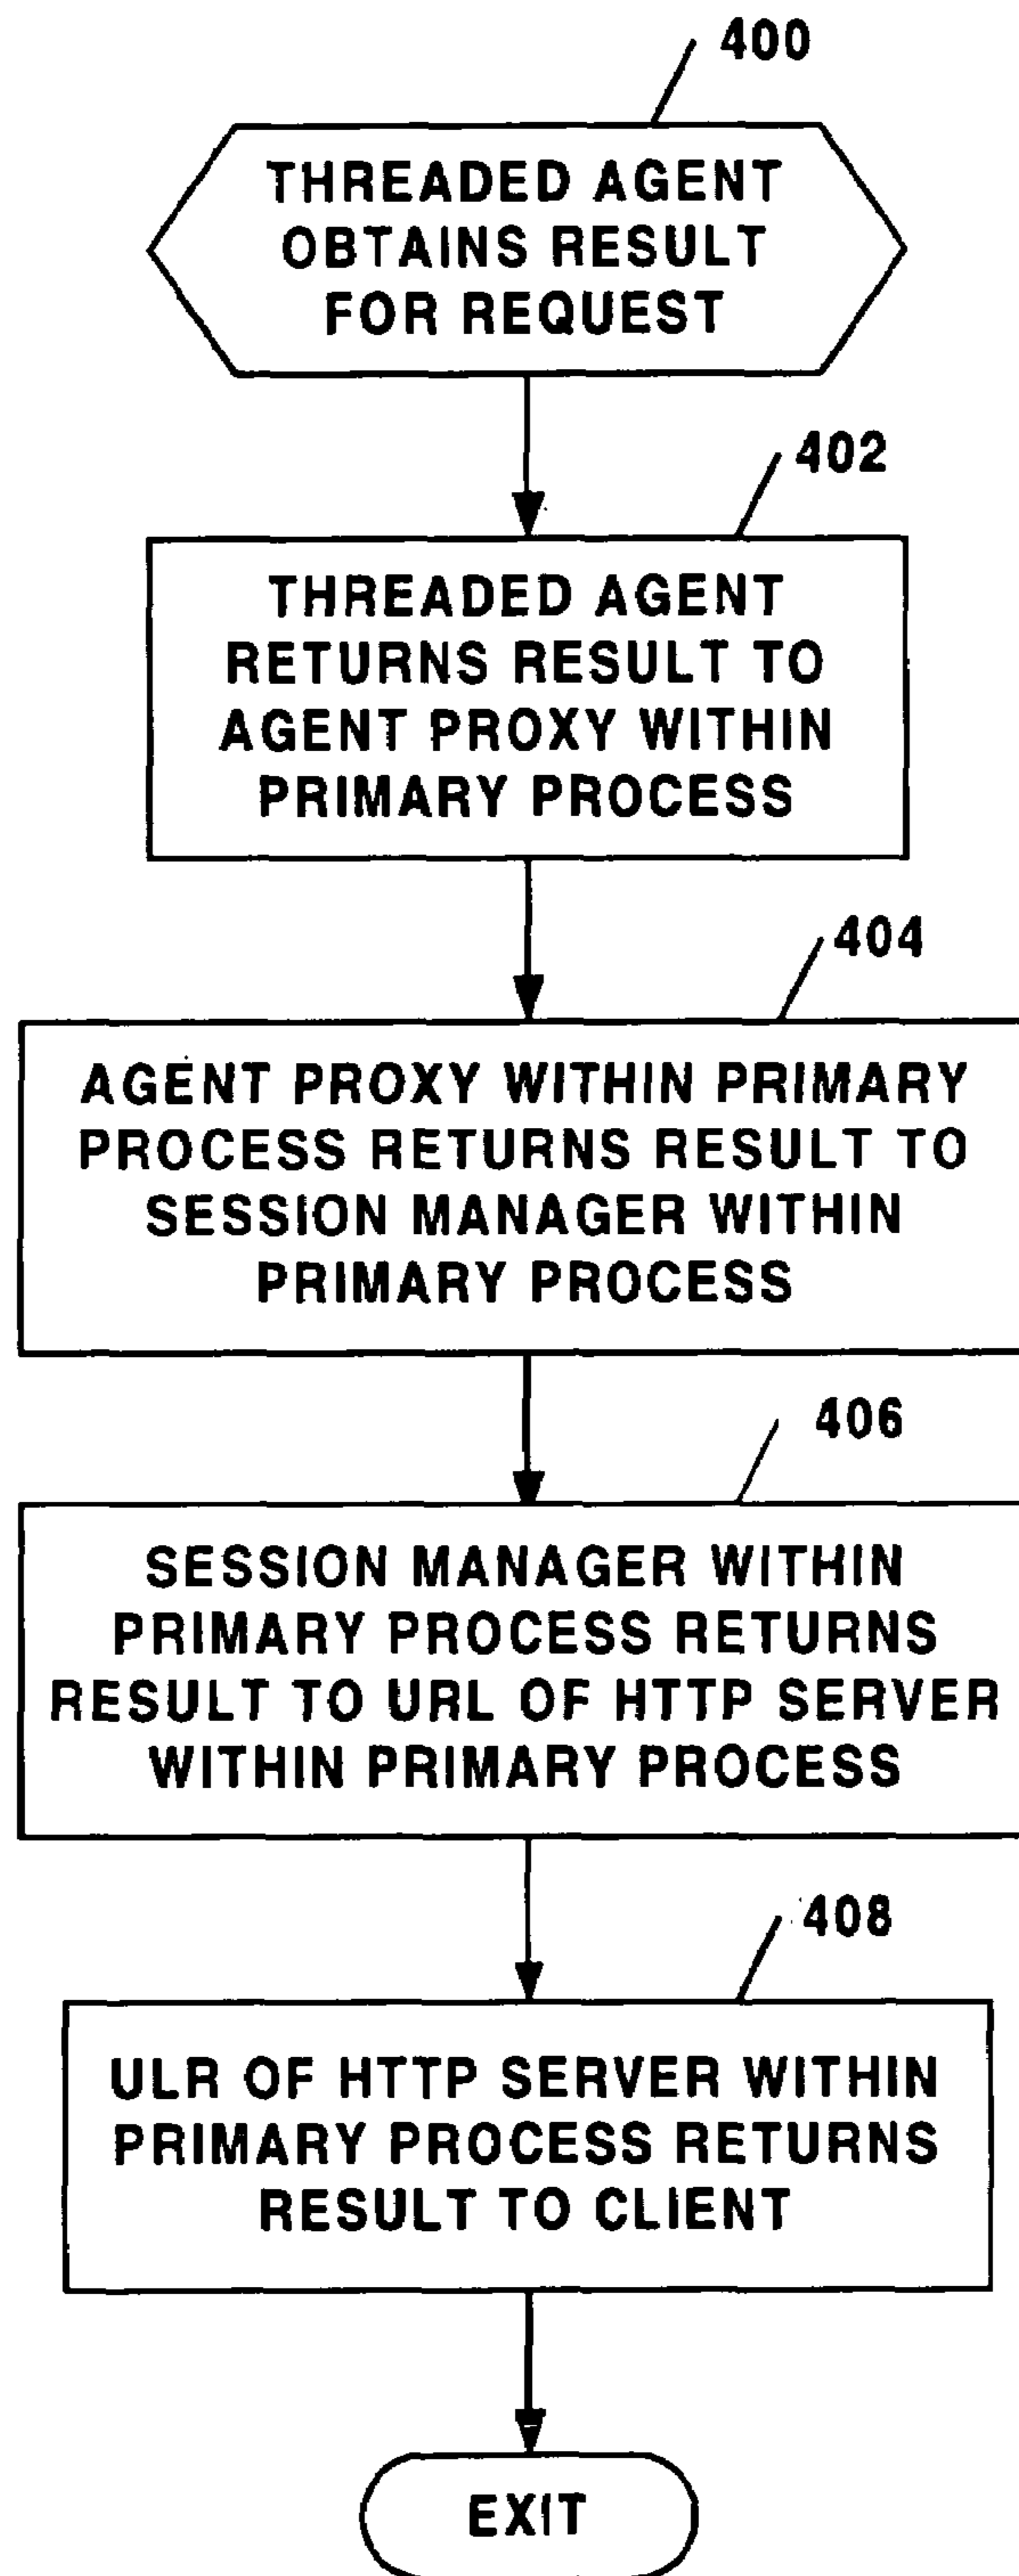 400
THREADED AGENT
OBTAINS RESULT
FOR REQUEST
402
THREADED AGENT
RETURNS RESULT TO
AGENT PROXY WITHIN
PRIMARY PROCESS
404
AGENT PROXY WITHIN PRIMARY
PROCESS RETURNS RESULT TO
SESSION MANAGER WITHIN
PRIMARY PROCESS
406
SESSION MANAGER WITHIN
PRIMARY PROCESS RETURNS
RESULT TO URL OF HTTP SERVER
WITHIN PRIMARY PROCESS
408
ULR OF HTTP SERVER WITHIN
PRIMARY PROCESS RETURNS
RESULT TO CLIENT
EXIT